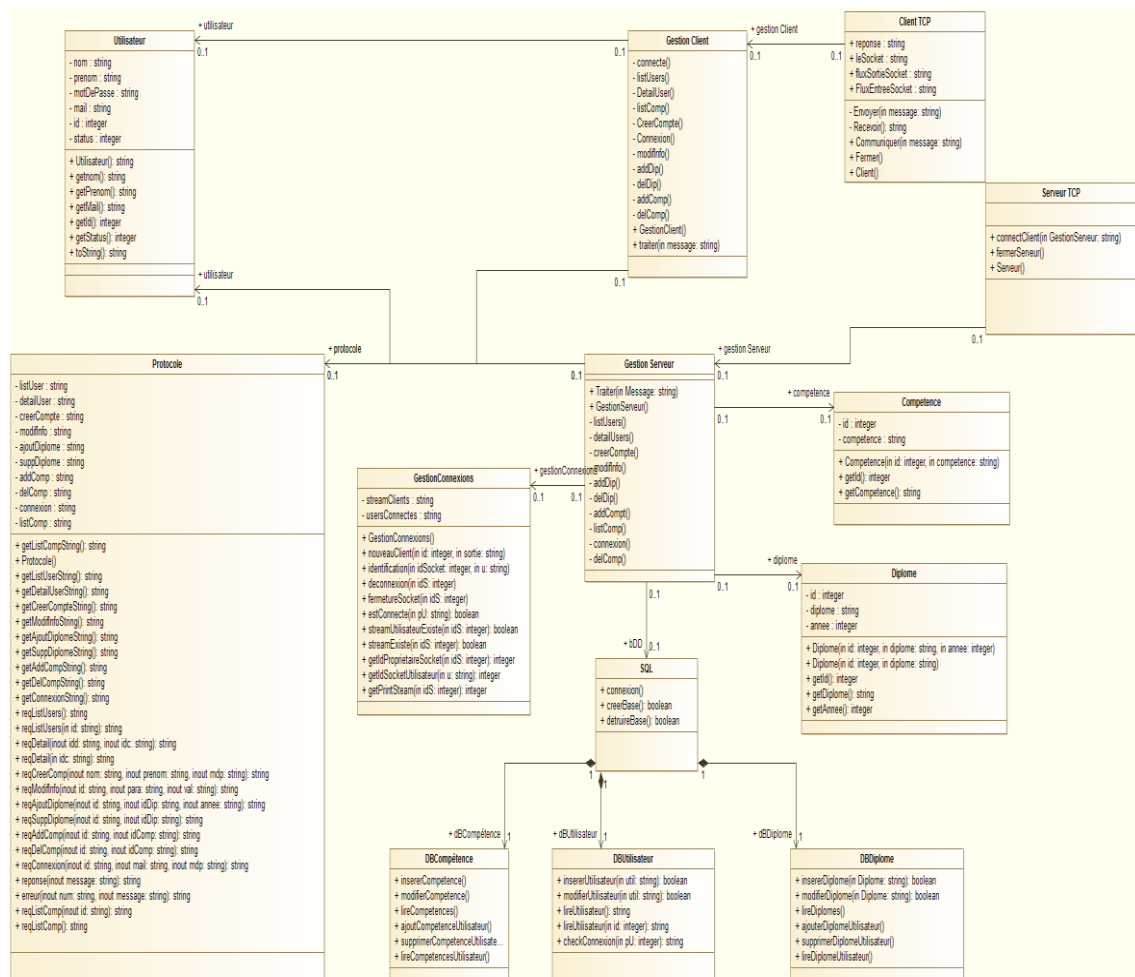 + utilisateur
0..1
Utilisateur
- nom : string
- prenom : string
- motDePasse : string
- mail : string
- id : integer
- status : integer
+ Utilisateur(): string
+ getnom(): string
+ getPrenom(): string
+ getMail(): string
+ getId(): integer
+ getStatus(): integer
+ toString(): string
+ utilisateur
0..1
0..1
Gestion Client
- connecte()
- listUsers()
- DetailUser()
- listComp()
- CreerCompte()
- Connexion()
- modifInfo()
- addDip()
- delDip()
- addComp()
- delComp()
+ GestionClient()
+ traiter(in message: string)
0..1
+ gestion Client
0..1
0..1
Client TCP
+ reponse : string
+ leSocket : string
+ fluxSortieSocket : string
+ FluxEntreeSocket : string
- Envoyer(in message: string)
- Recevoir(): string
+ Communiquer(in message: string)
+ Fermer()
+ Client()
Serveur TCP
+ connectClient(in GestionServeur: string)
+ fermerServeur()
+ Serveur()
0..1
+ gestion Serveur
0..1
+ protocole
0..1
0..1
Protocole
- listUser : string
- detailUser : string
- creerCompte : string
- modifInfo : string
- ajoutDiplome : string
- suppDiplome : string
- addComp : string
- delComp : string
- connexion : string
- listComp : string
+ getListCompString(): string
+ Protocole()
+ getListUserString(): string
+ getDetailUserString(): string
+ getCreerCompteString(): string
+ getModifInfoString(): string
+ getAjoutDiplomeString(): string
+ getSuppDiplomeString(): string
+ getAddCompString(): string
+ getDelCompString(): string
+ getConnexionString(): string
+ reqListUsers(): string
+ reqListUsers(in id: string): string
+ reqDetail(inout idd: string, inout idc: string): string
+ reqDetail(in idc: string): string
+ reqCreerComp(inout nom: string, inout prenom: string, inout mdp: string): string
+ reqModifInfo(inout id: string, inout para: string, inout val: string): string
+ reqAjoutDiplome(inout id: string, inout idDip: string, inout annee: string): string
+ reqSuppDiplome(inout id: string, inout idDip: string): string
+ reqAddComp(inout id: string, inout idComp: string): string
+ reqDelComp(inout id: string, inout idComp: string): string
+ reqConnexion(inout id: string, inout mail: string, inout mdp: string): string
+ reponse(inout message: string): string
+ erreur(inout num: string, inout message: string): string
+ reqListComp(inout id: string): string
+ reqListComp(): string
Gestion Serveur
+ Traiter(in Message: string)
+ GestionServeur()
- listUsers()
- detailUsers()
- creerCompte()
- modifInfo()
- addDip()
- delDip()
- addCompt()
- listComp()
- connexion()
- delComp()
+ gestionConnexions
0..1
0..1
GestionConnexions
- streamClients : string
- usersConnectes : string
+ GestionConnexions()
+ nouveauClient(in id: integer, in sortie: string)
+ identification(in idSocket: integer, in u: string)
+ deconnexion(in idS: integer)
+ fermetureSocket(in idS: integer)
+ estConnecte(in pU: string): boolean
+ streamUtilisateurExiste(in idS: integer): boolean
+ streamExiste(in idS: integer): boolean
+ getIdProprietaireSocket(in idS: integer): integer
+ getIdSocketUtilisateur(in u: string): integer
+ getPrintSteam(in idS: integer): integer
+ competence
0..1
0..1
Competence
- id : integer
- competence : string
+ Competence(in id: integer, in competence: string)
+ getId(): integer
+ getCompetence(): string
+ diplome
0..1
0..1
Diplome
- id : integer
- diplome : string
- annee : integer
+ Diplome(in id: integer, in diplome: string, in annee: integer)
+ Diplome(in id: integer, in diplome: string)
+ getId(): integer
+ getDiplome(): string
+ getAnnee(): integer
0..1
+ bDD
0..1
SQL
+ connexion()
+ creerBase(): boolean
+ detruireBase(): boolean
1
1
1
+ dBCompétence
1
+ dBUtilisateur
1
+ dBDiplome
1
DBCompétence
+ insererCompetence()
+ modifierCompetence()
+ lireCompetences()
+ ajoutCompetenceUtilisateur()
+ supprimerCompetenceUtilisate...
+ lireCompetencesUtilisateur()
DBUtilisateur
+ insererUtilisateur(in util: string): boolean
+ modifierUtilisateur(in util: string): boolean
+ lireUtilisateur(): string
+ lireUtilisateur(in id: integer): string
+ checkConnexion(in pU: integer): string
DBDiplome
+ insererDiplome(in Diplome: string): boolean
+ modifierDiplome(in Diplome: string): boolean
+ lireDiplomes()
+ ajouterDiplomeUtilisateur()
+ supprimerDiplomeUtilisateur()
+ lireDiplomeUtilisateur()